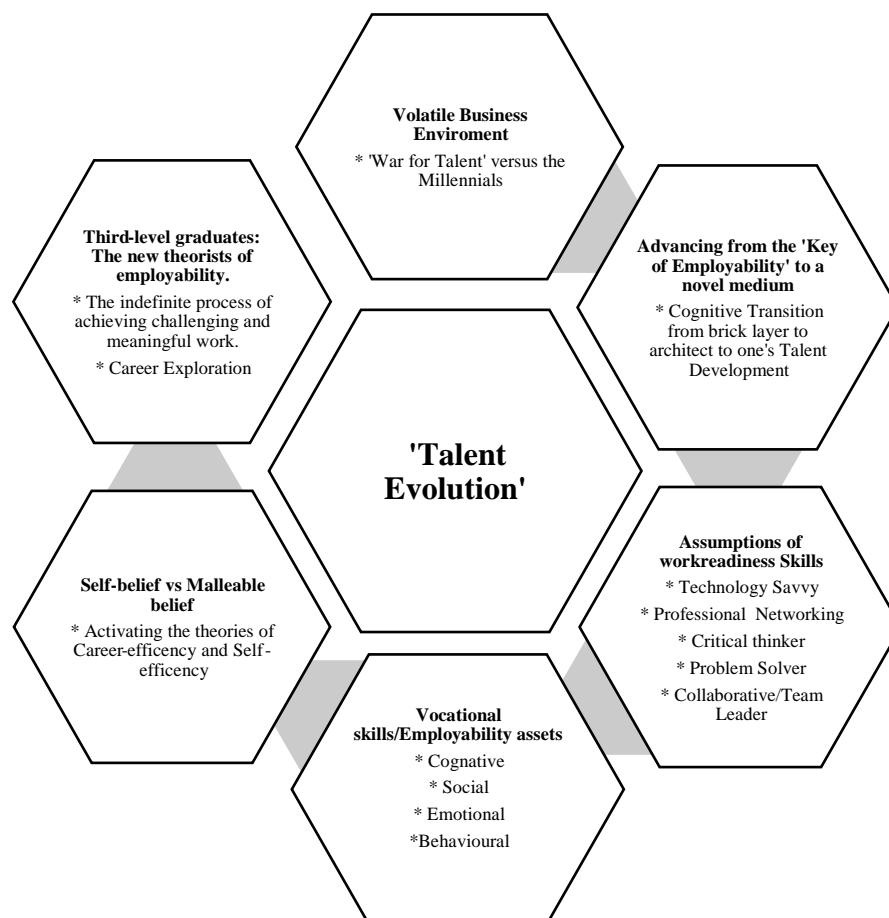 Volatile Business
Enviroment
* 'War for Talent' versus the
Millennials
Advancing from the 'Key
of Employability' to a
novel medium
* Cognitive Transition
from brick layer to
architect to one's Talent
Development
Assumptions of
workreadiness Skills
* Technology Savvy
* Professional Networking
* Critical thinker
* Problem Solver
* Collaborative/Team
Leader
Vocational
skills/Employability assets
* Cognative
* Social
* Emotional
*Behavioural
Self-belief vs Malleable
belief
* Activating the theories of
Career-efficency and Self-
efficency
Third-level graduates:
The new theorists of
employability.
* The indefinite process of
achieving challenging and
meaningful work.
* Career Exploration
'Talent
Evolution'